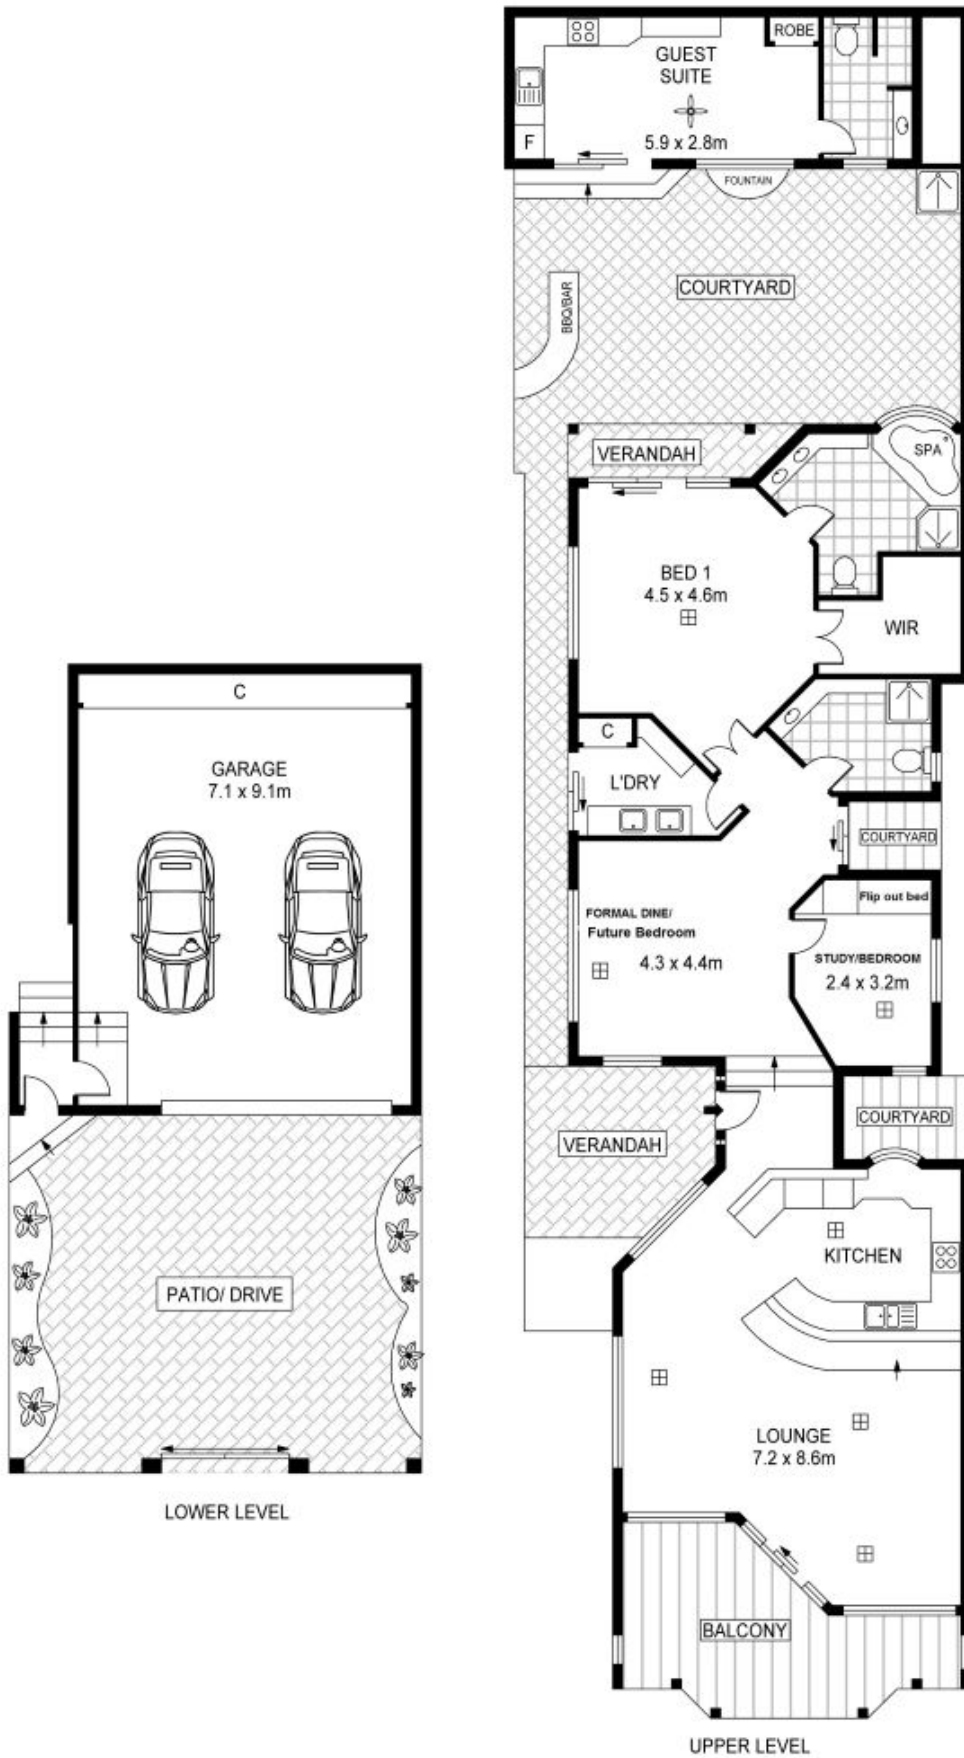 ROBE
GUEST
SUITE
5.9 x 2.8m
F
FOUNTAIN
COURTYARD
BBQ/BAR
VERANDAH
SPA
BED 1
4.5 x 4.6m
WIR
C
L'DRY
COURTYARD
Flip out bed
FORMAL DINE/
Future Bedroom
4.3 x 4.4m
STUDY/BEDROOM
2.4 x 3.2m
COURTYARD
VERANDAH
KITCHEN
LOUNGE
7.2 x 8.6m
BALCONY
UPPER LEVEL
C
GARAGE
7.1 x 9.1m
PATIO/ DRIVE
LOWER LEVEL